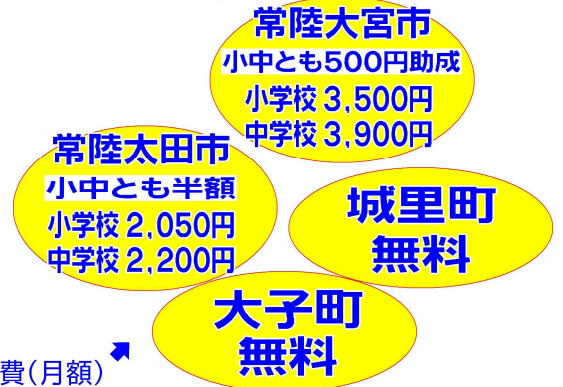 常陸大宮市
小中とも500円助成
小学校 3,500円
中学校 3,900円
常陸太田市
小中とも半額
小学校 2,050円
中学校 2,200円
城里町
無料
大子町
無料
費(月額)